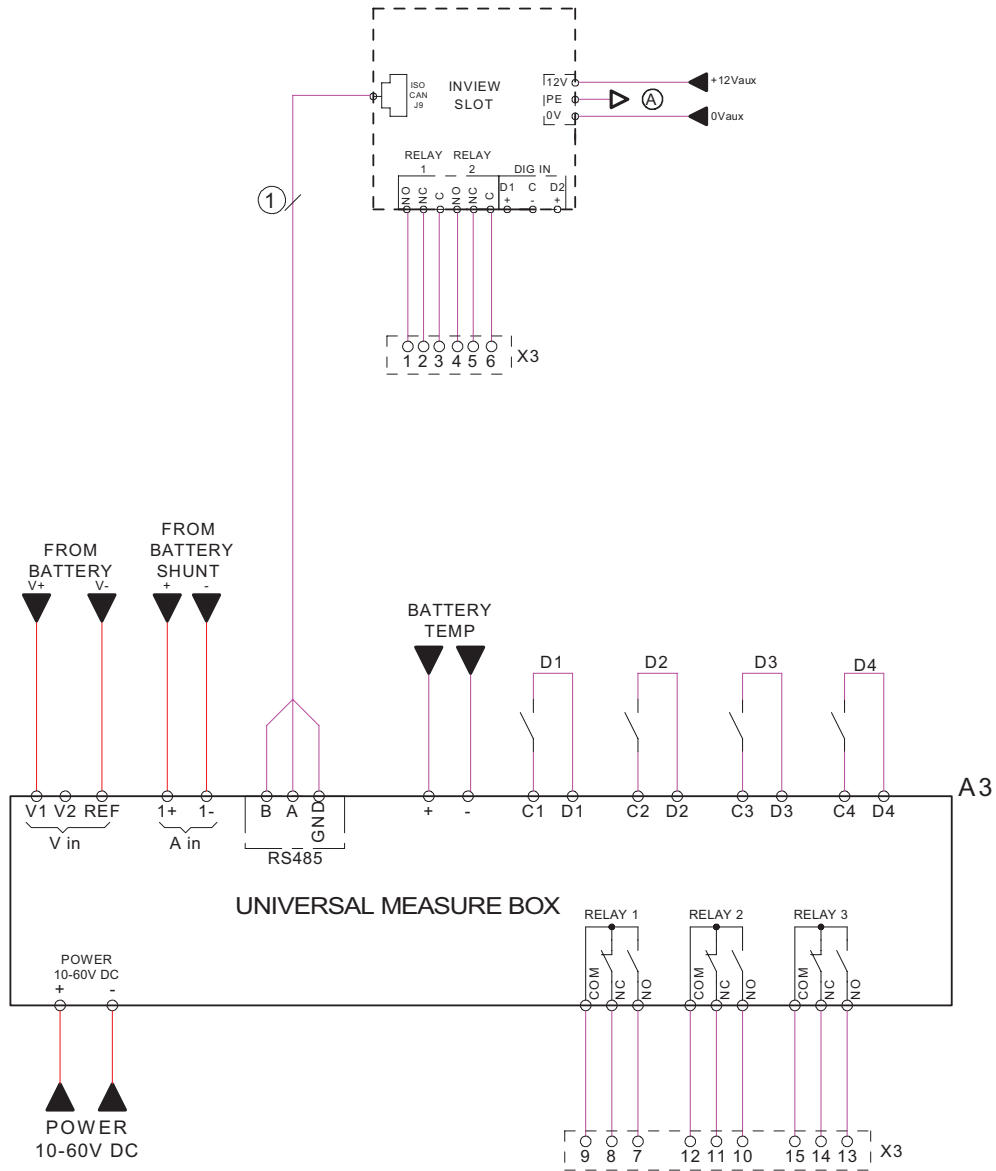 INVIEW
SLOT
ISO
CAN
J9
12V
PE
0V
+12Vaux
A
0Vaux
RELAY RELAY
1 2
DIG IN
NO NC C NO NC C
D1 C D2
+ - +
1
1 2 3 4 5 6 X3
FROM
BATTERY
V+ V-
FROM
BATTERY
SHUNT
+ -
BATTERY
TEMP
D1 D2 D3 D4
A3
V1 V2 REF 1+ 1- B A GND + - C1 D1 C2 D2 C3 D3 C4 D4
V in A in RS485
UNIVERSAL MEASURE BOX
RELAY 1 RELAY 2 RELAY 3
COM NC NO COM NC NO COM NC NO
POWER
10-60V DC
+ -
POWER
10-60V DC
9 8 7 12 11 10 15 14 13 X3